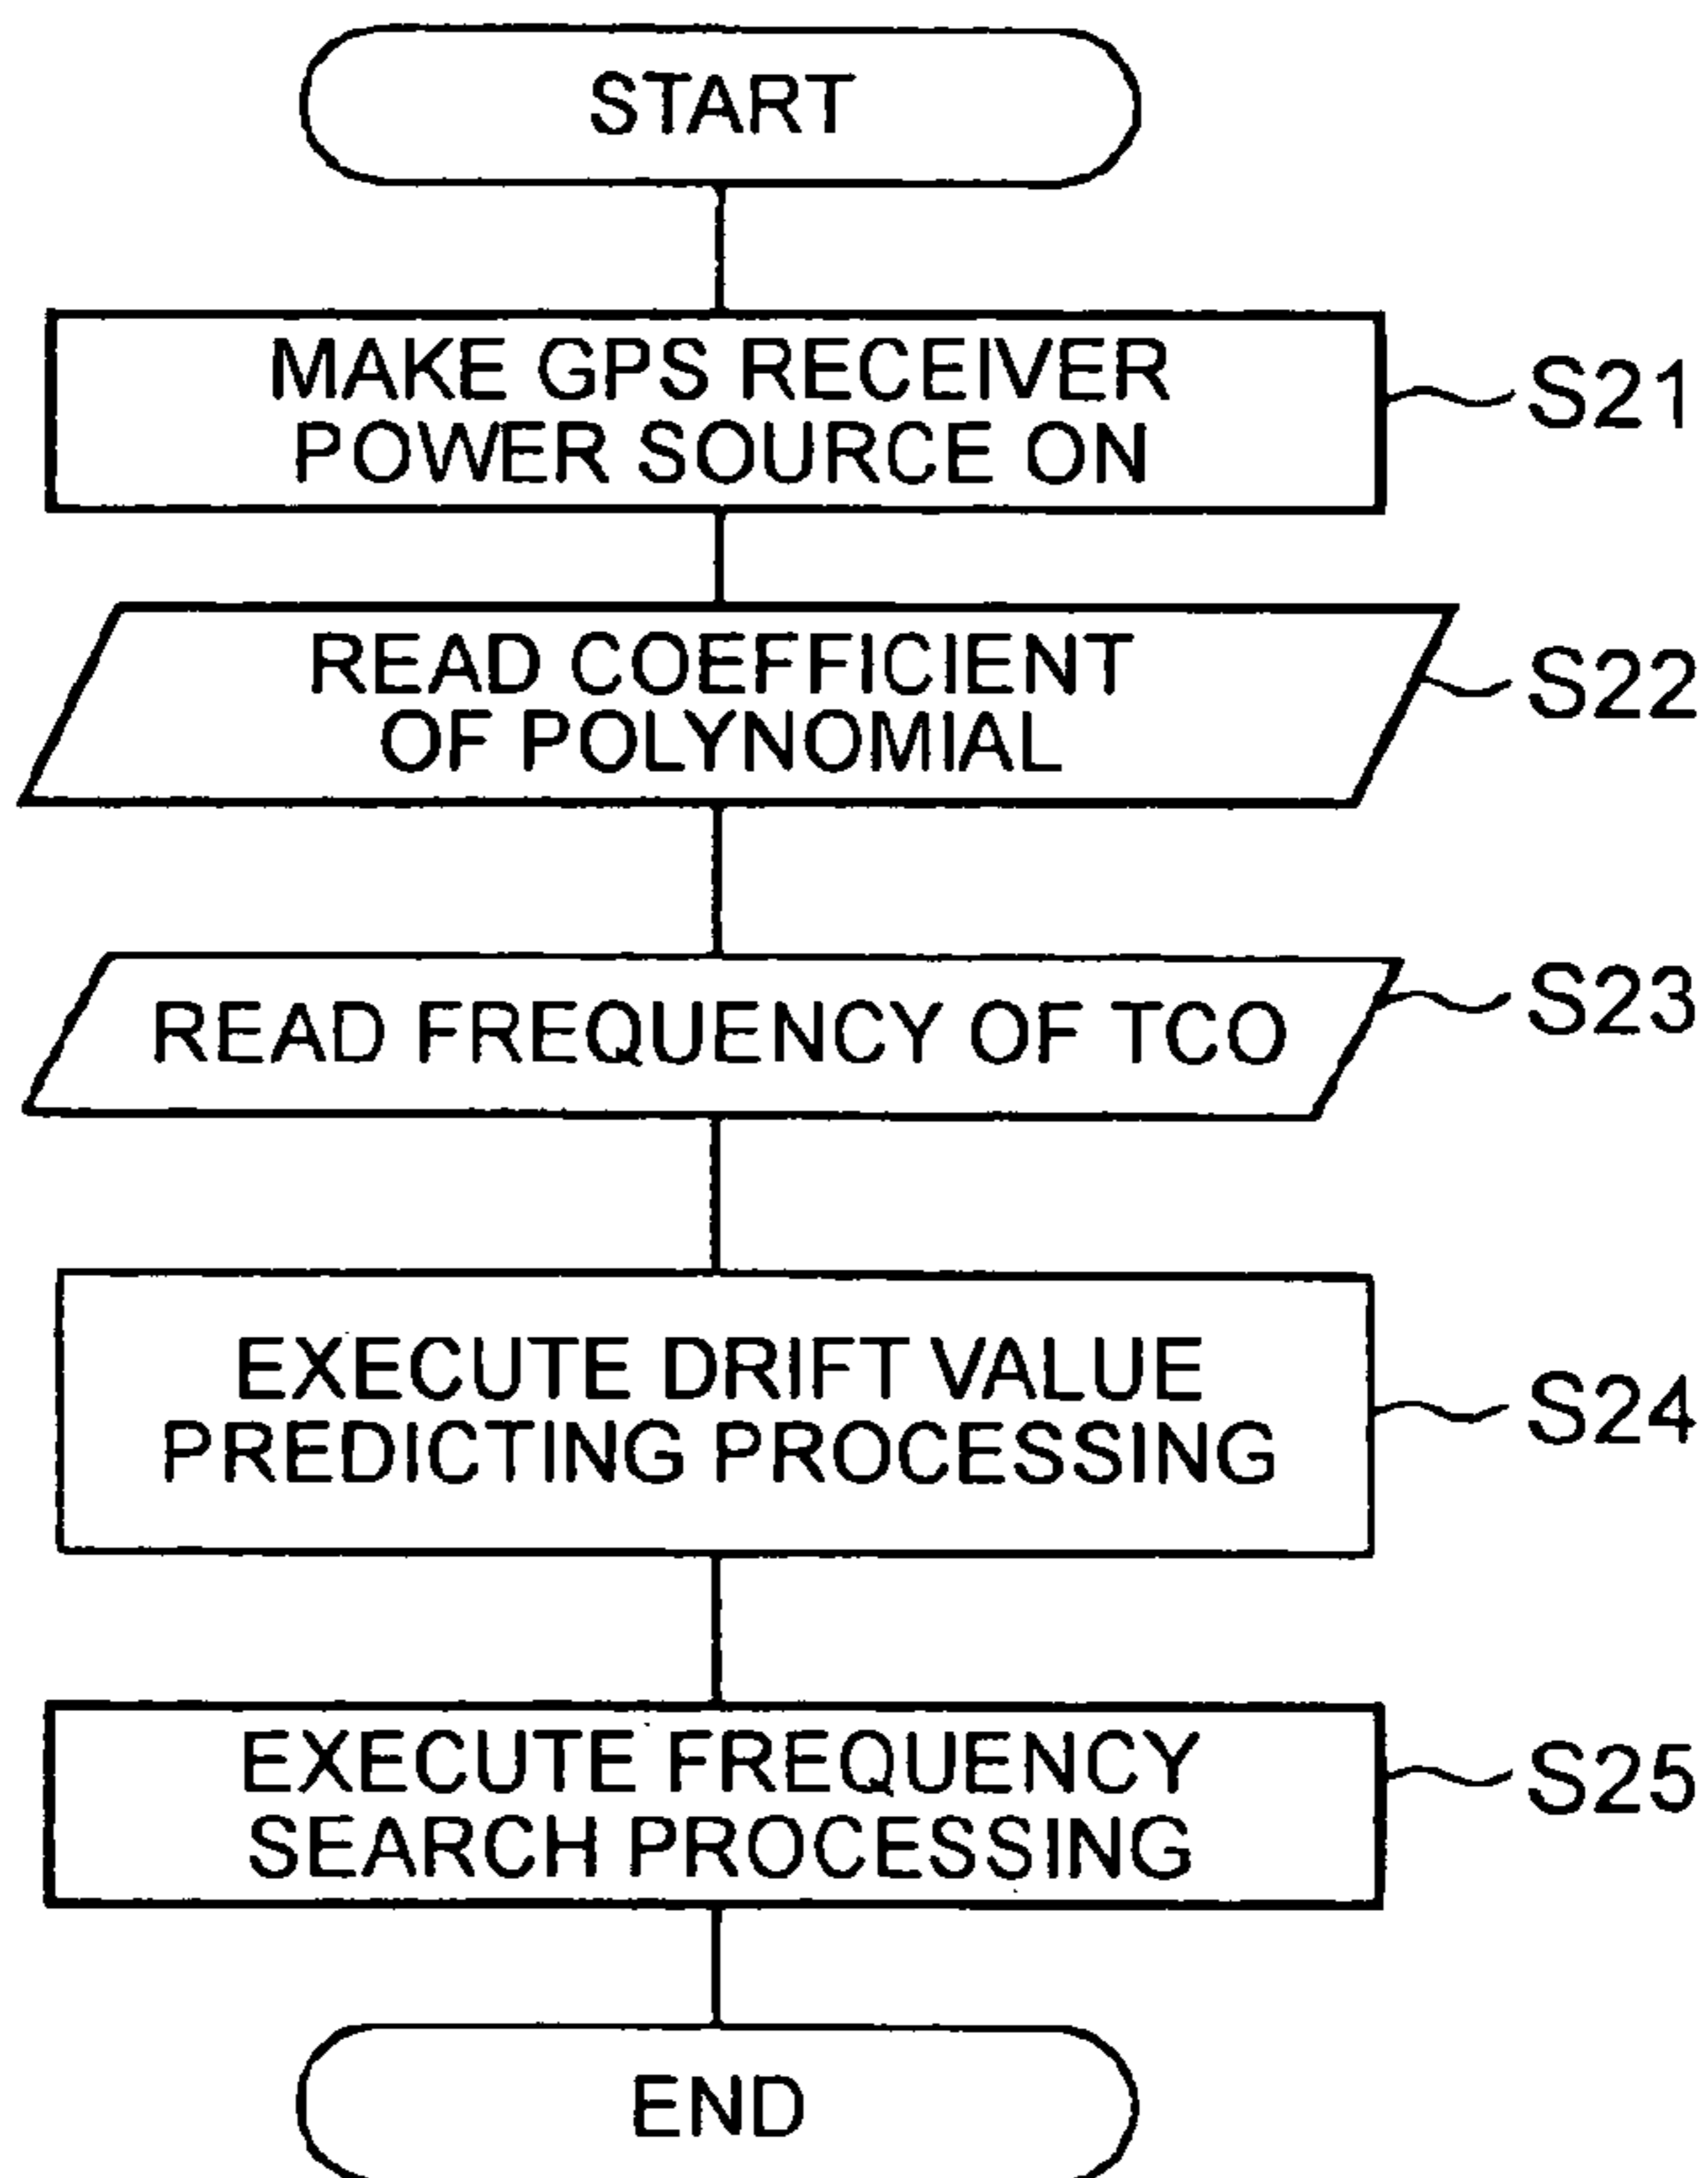 START
MAKE GPS RECEIVER
POWER SOURCE ON
S21
READ COEFFICIENT
OF POLYNOMIAL
S22
READ FREQUENCY OF TCO
S23
EXECUTE DRIFT VALUE
PREDICTING PROCESSING
S24
EXECUTE FREQUENCY
SEARCH PROCESSING
S25
END